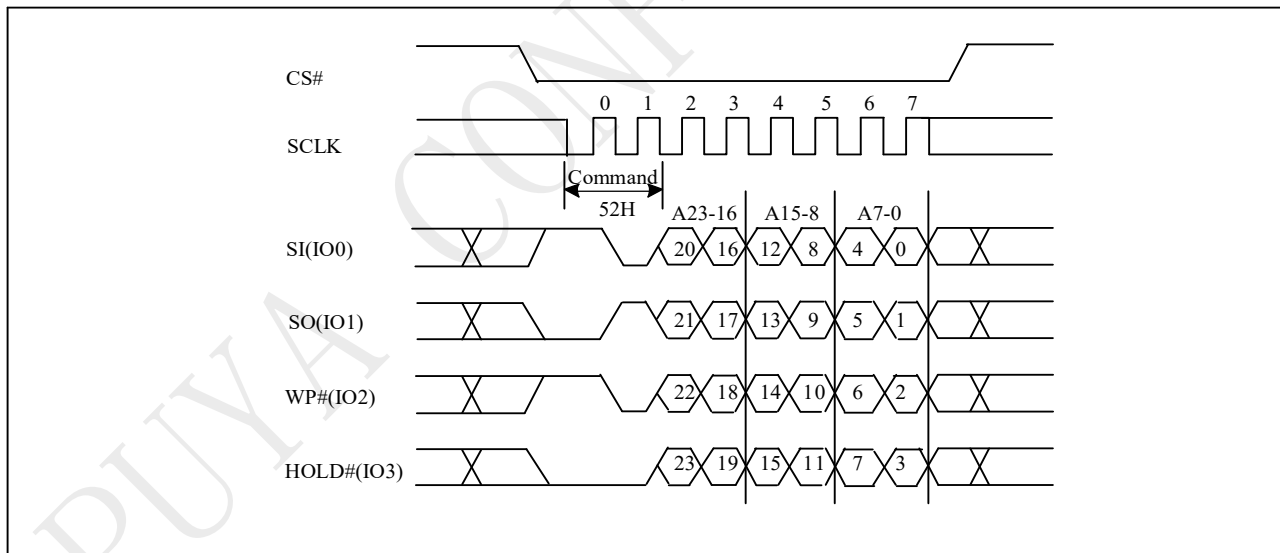 CS#
0 1 2 3 4 5 6 7
SCLK
Command
52H
A23-16 A15-8 A7-0
SI(IO0)
20 16 12 8 4 0
SO(IO1)
21 17 13 9 5 1
WP#(IO2)
22 18 14 10 6 2
HOLD#(IO3)
23 19 15 11 7 3
PUYA